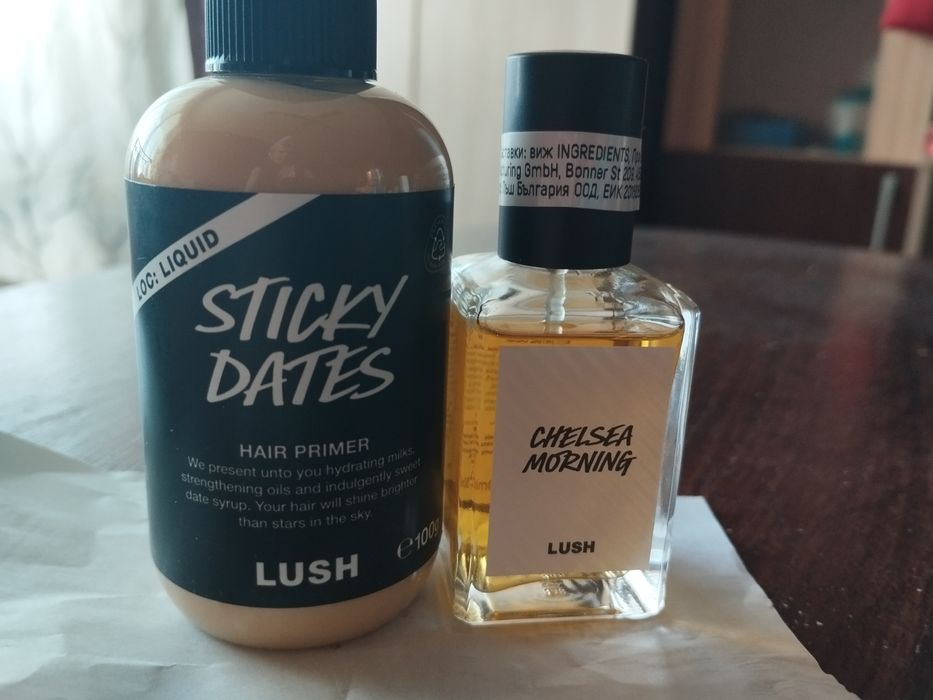 LOC: LIQUID
STICKY
DATES
HAIR PRIMER
We present unto you hydrating milks,
strengthening oils and indulgently sweet
date syrup. Your hair will shine brighter
than stars in the sky.
℮100g
LUSH
виж INGREDIENTS,
GmbH, Bonner St
България ООД, ЕИК
CHELSEA
MORNING
LUSH